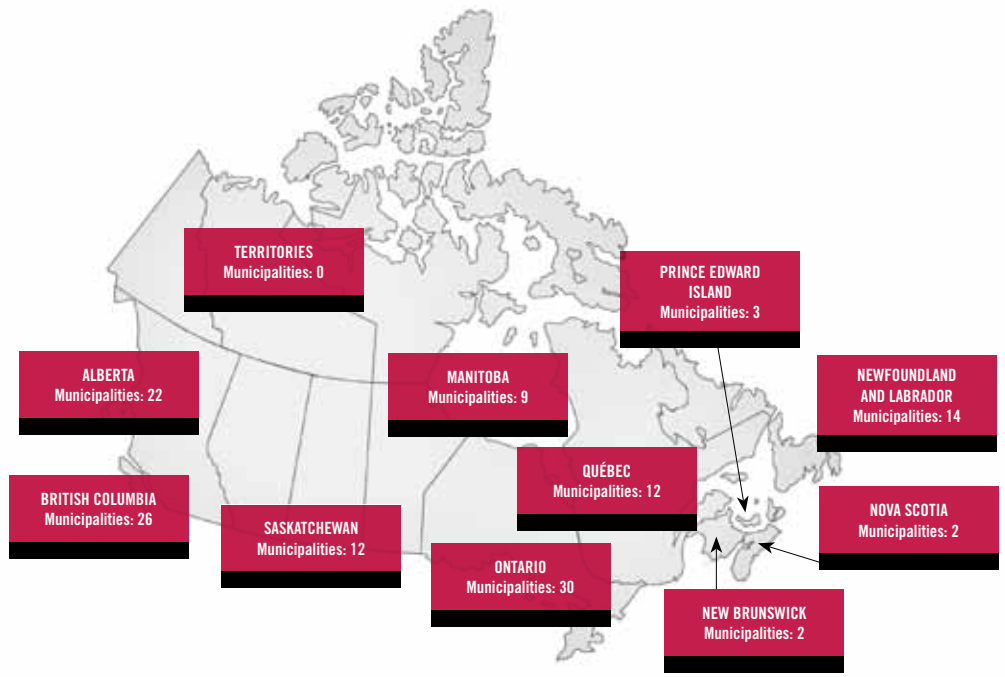 TERRITORIES
Municipalities: 0
PRINCE EDWARD
ISLAND
Municipalities: 3
ALBERTA
Municipalities: 22
MANITOBA
Municipalities: 9
NEWFOUNDLAND
AND LABRADOR
Municipalities: 14
BRITISH COLUMBIA
Municipalities: 26
SASKATCHEWAN
Municipalities: 12
QUÉBEC
Municipalities: 12
NOVA SCOTIA
Municipalities: 2
ONTARIO
Municipalities: 30
NEW BRUNSWICK
Municipalities: 2